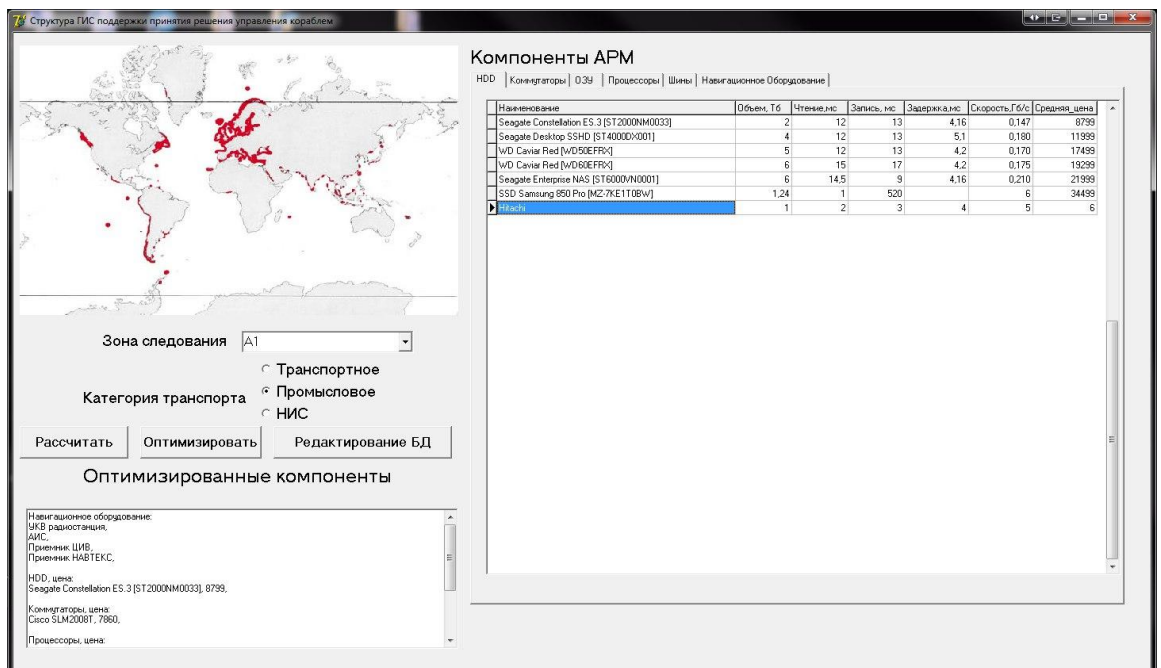 Структура ГИС поддержки принятия решения управления кораблем
Компоненты АРМ
HDD Коммутаторы ОЗУ Процессоры Шины Навигационное Оборудование
Наименование Объем, Тб Чтение,мс Запись, мс Задержка,мс Скорость,Гб/с Средняя_цена
Seagate Constellation ES.3 [ST2000NM0033] 2 12 13 4,16 0,147 8799
Seagate Desktop SSHD [ST4000DX001] 4 12 13 5,1 0,180 11999
WD Caviar Red [WD50EFRX] 5 12 13 4,2 0,170 17499
WD Caviar Red [WD60EFRX] 6 15 17 4,2 0,175 19299
Seagate Enterprise NAS [ST6000VN0001] 6 14,5 9 4,16 0,210 21999
SSD Samsung 850 Pro [MZ-7KE1T0BW] 1,24 1 520 6 34499
Hitachi 1 2 3 4 5 6
Зона следования A1
Категория транспорта
Транспортное
Промысловое
НИС
Рассчитать Оптимизировать Редактирование БД
Оптимизированные компоненты
Навигационное оборудование:
УКВ радиостанция,
АИС,
Приемник ЦИВ,
Приемник НАВТЕКС,
HDD, цена:
Seagate Constellation ES.3 [ST2000NM0033], 8799,
Коммутаторы, цена:
Cisco SLM2008T, 7860,
Процессоры, цена: